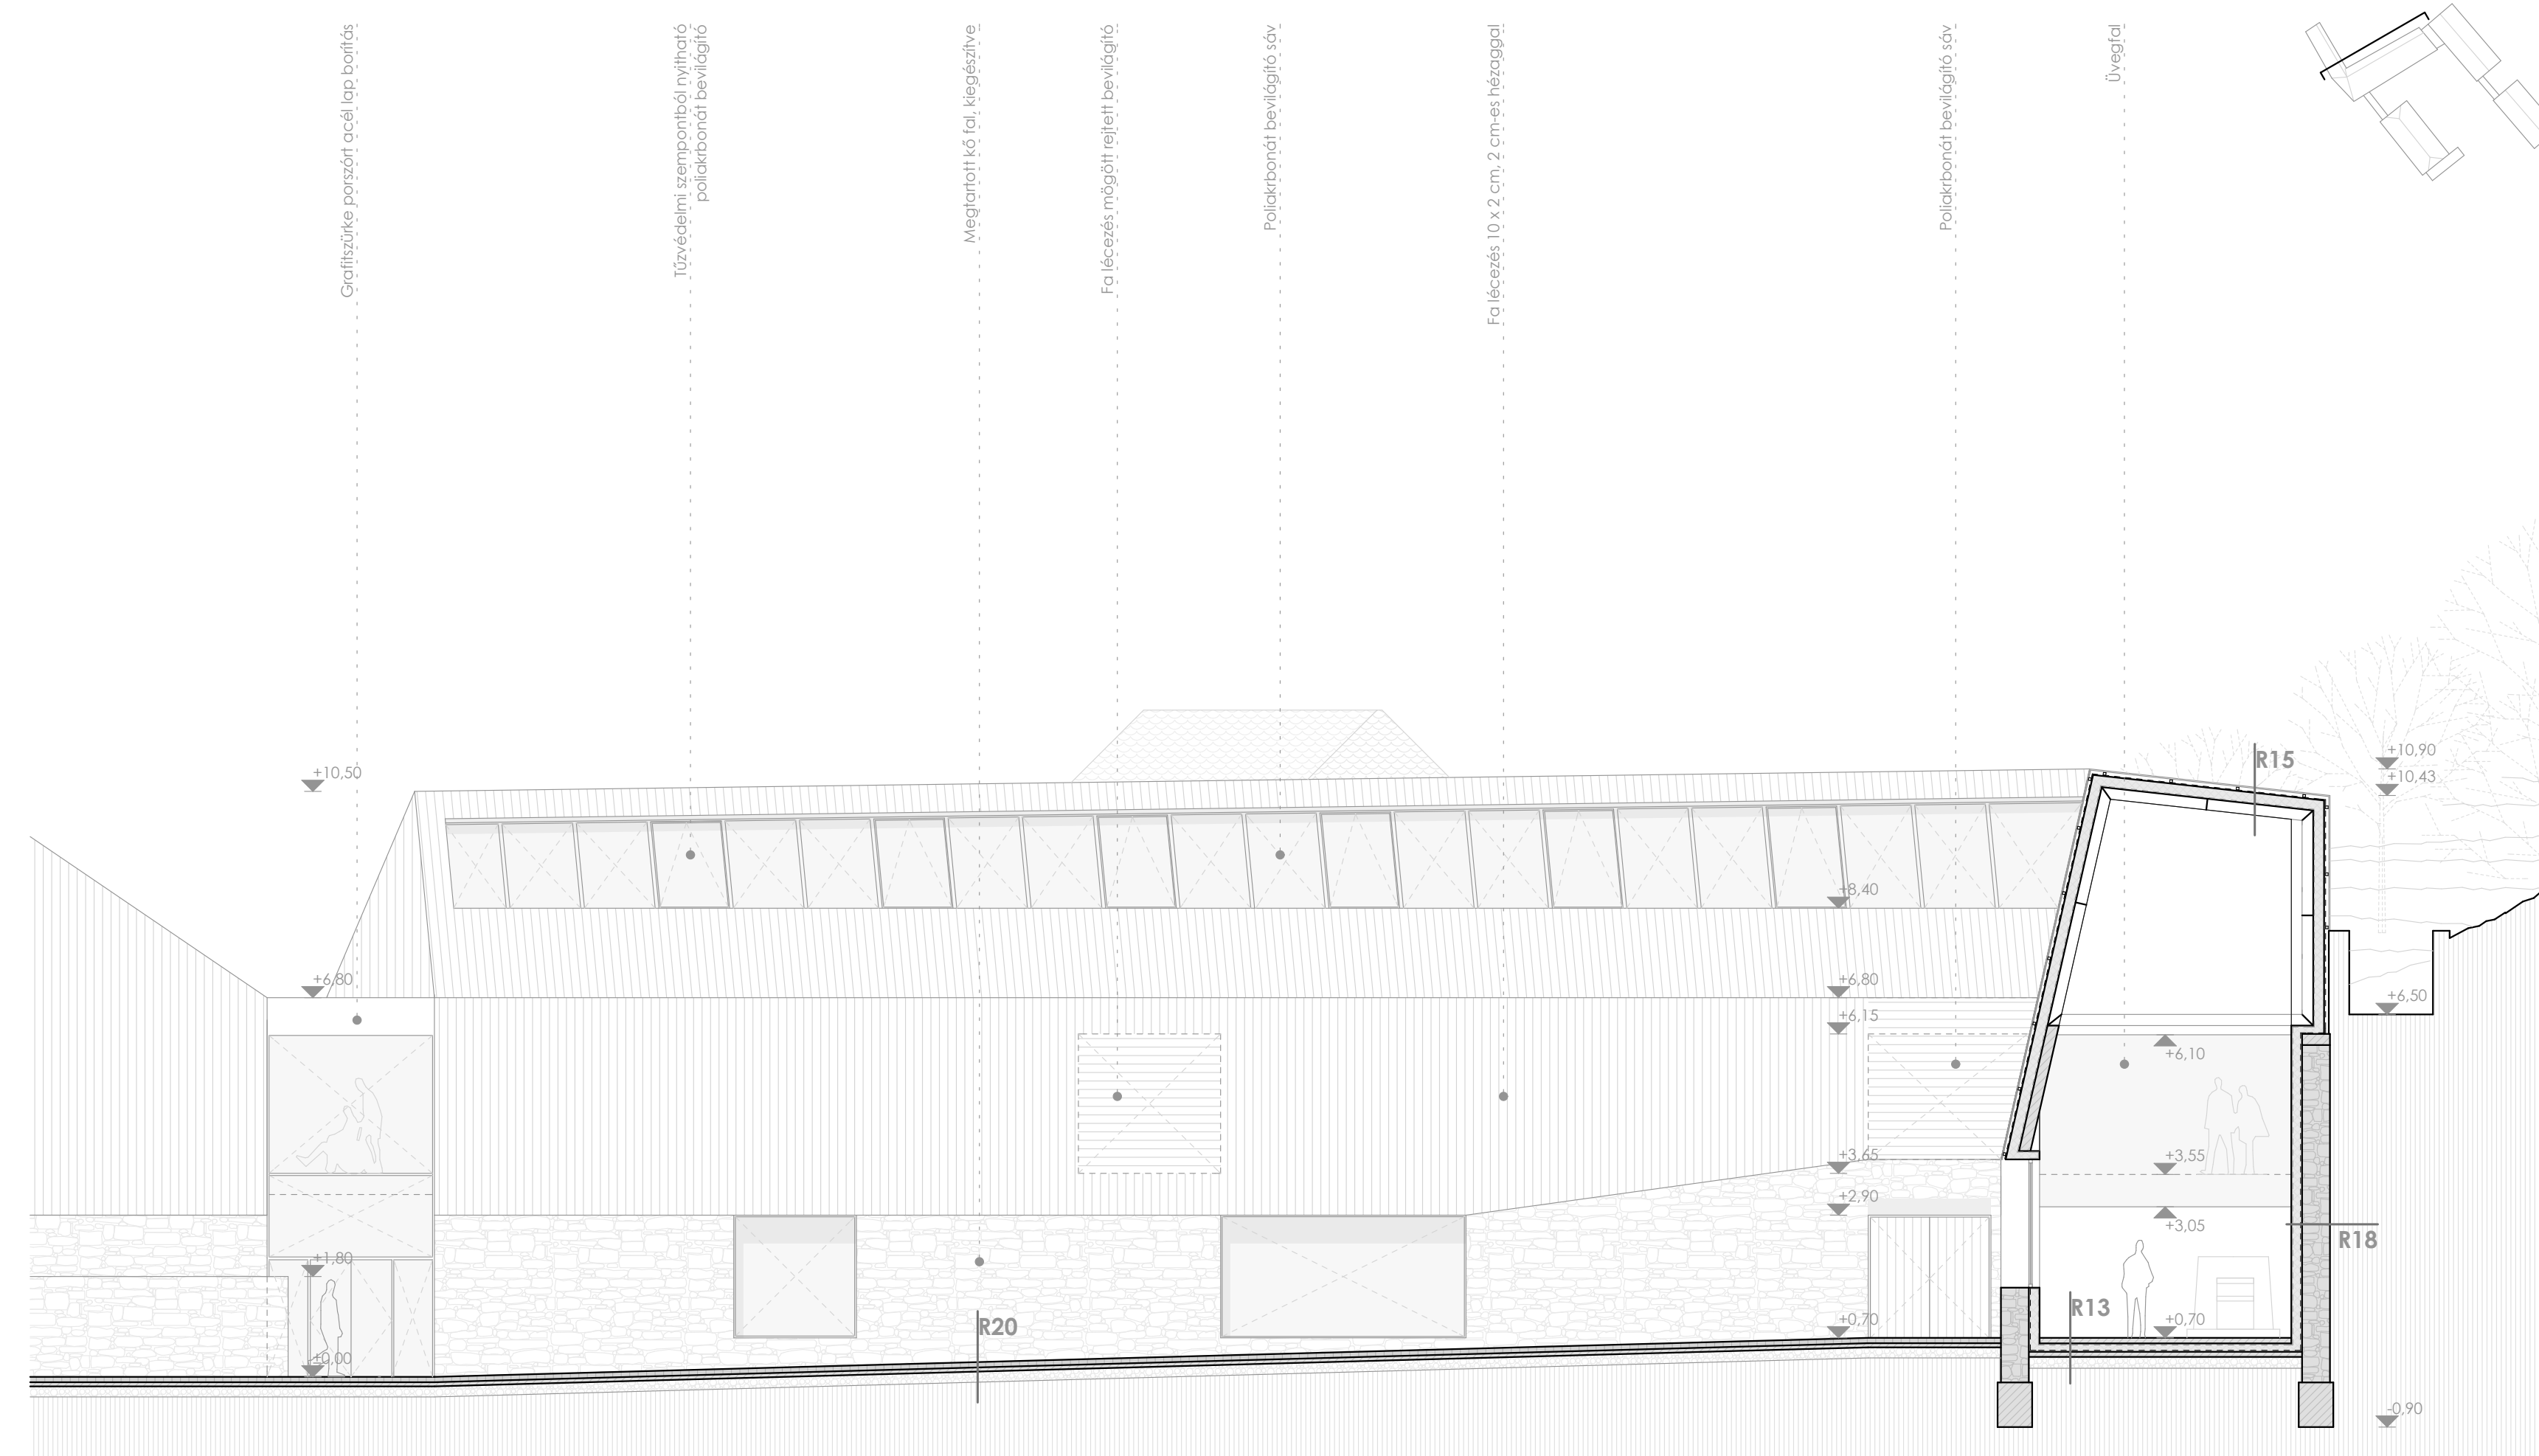 Grafitszürke porszórt acél lap borítás
Tűzvédelmi szempontból nyitható
poliakrbonát bevilágító
Megtartott kő fal, kiegészítve
Fa lécezés mögött rejtett bevilágító
Poliakrbonát bevilágító sáv
Fa lécezés 10 x 2 cm, 2 cm-es hézaggal
Poliakrbonát bevilágító sáv
Üvegfal
+10,50
+6,80
+1,80
±0,00
R20
+8,40
+6,80
+6,15
+3,65
+2,90
+0,70
R15
+10,90
+10,43
+6,50
+6,10
+3,55
+3,05
R18
R13
+0,70
-0,90